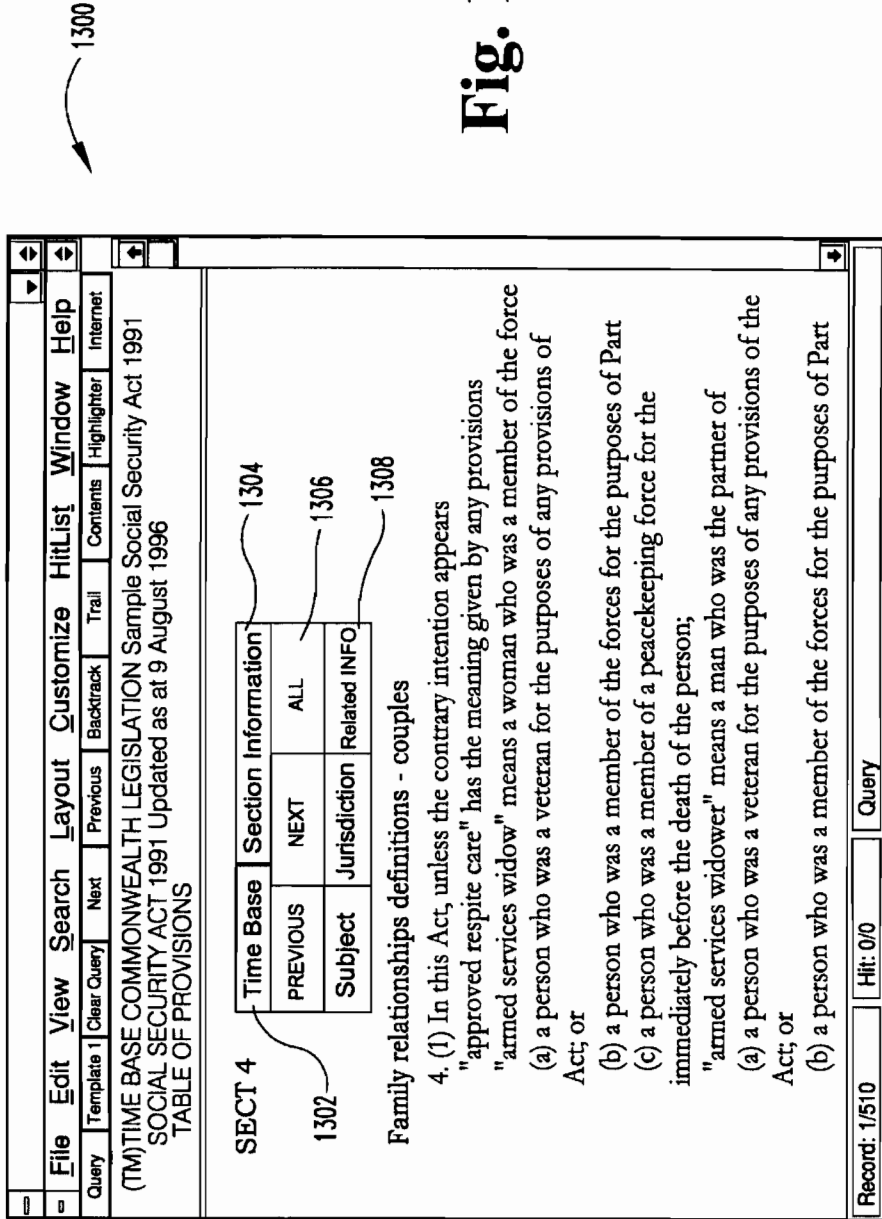 1300
File Edit View Search Layout Customize HitList Window Help
Query Template 1 Clear Query Next Previous Backtrack Trail Contents Highlighter Internet
(TM)TIME BASE COMMONWEALTH LEGISLATION Sample Social Security Act 1991
SOCIAL SECURITY ACT 1991 Updated as at 9 August 1996
TABLE OF PROVISIONS
SECT 4
Time Base Section Information
PREVIOUS NEXT ALL
Subject Jurisdiction Related INFO
1302
1304
1306
1308
Family relationships definitions - couples
4. (1) In this Act, unless the contrary intention appears
"approved respite care" has the meaning given by any provisions
"armed services widow" means a woman who was a member of the force
(a) a person who was a veteran for the purposes of any provisions of
Act; or
(b) a person who was a member of the forces for the purposes of Part
(c) a person who was a member of a peacekeeping force for the
immediately before the death of the person;
"armed services widower" means a man who was the partner of
(a) a person who was a veteran for the purposes of any provisions of the
Act; or
(b) a person who was a member of the forces for the purposes of Part
Record: 1/510 Hit: 0/0 Query
Fig.